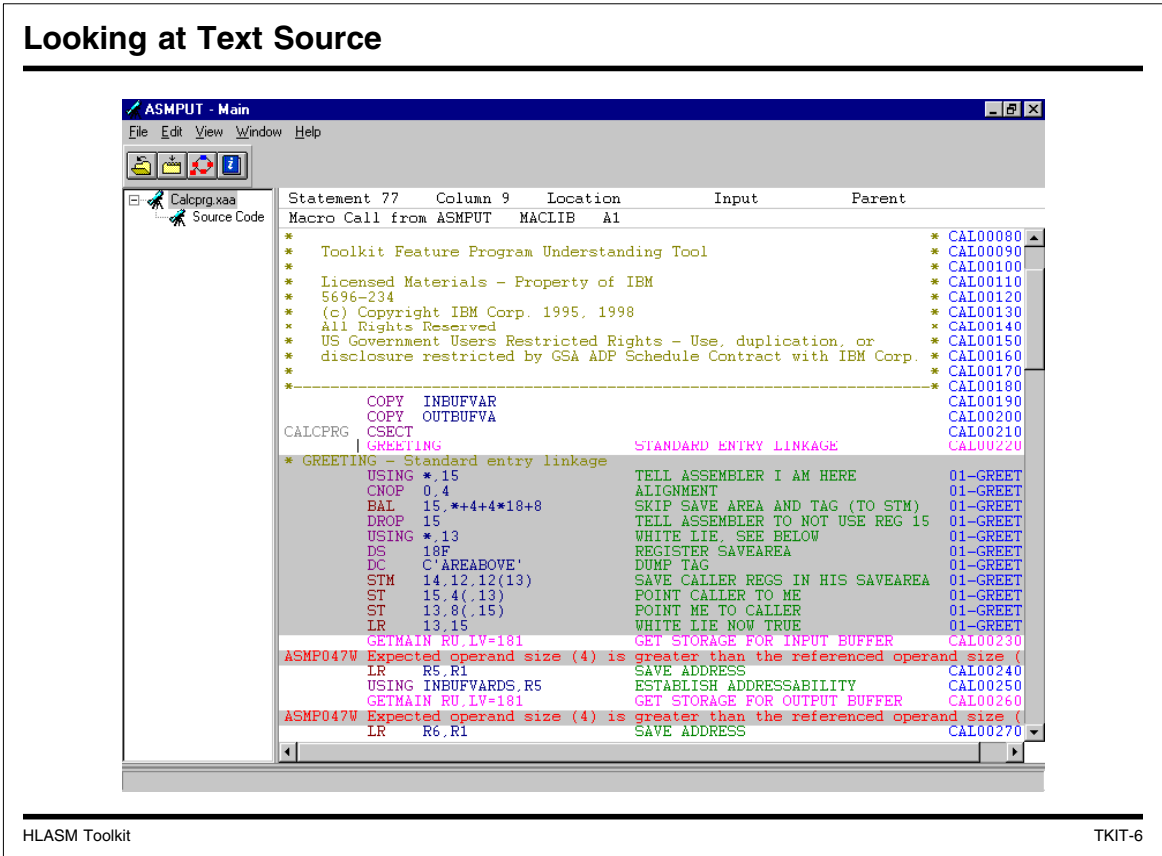 Looking at Text Source
ASMPUT - Main
File Edit View Window Help
Calcprg.xaa
Source Code
Statement 77 Column 9 Location Input Parent
Macro Call from ASMPUT MACLIB A1
* * CAL00080
* Toolkit Feature Program Understanding Tool * CAL00090
* * CAL00100
* Licensed Materials – Property of IBM * CAL00110
* 5696–234 * CAL00120
* (c) Copyright IBM Corp. 1995, 1998 * CAL00130
* All Rights Reserved * CAL00140
* US Government Users Restricted Rights – Use, duplication, or * CAL00150
* disclosure restricted by GSA ADP Schedule Contract with IBM Corp. * CAL00160
* * CAL00170
*––––––––––––––––––––––––––––––––––––––––––––––––––––––––––––––––––––* CAL00180
COPY INBUFVAR CAL00190
COPY OUTBUFVA CAL00200
CALCPRG CSECT CAL00210
GREETING STANDARD ENTRY LINKAGE CAL00220
* GREETING – Standard entry linkage
USING *,15 TELL ASSEMBLER I AM HERE 01–GREET
CNOP 0,4 ALIGNMENT 01–GREET
BAL 15,*+4+4*18+8 SKIP SAVE AREA AND TAG (TO STM) 01–GREET
DROP 15 TELL ASSEMBLER TO NOT USE REG 15 01–GREET
USING *,13 WHITE LIE, SEE BELOW 01–GREET
DS 18F REGISTER SAVEAREA 01–GREET
DC C'AREABOVE' DUMP TAG 01–GREET
STM 14,12,12(13) SAVE CALLER REGS IN HIS SAVEAREA 01–GREET
ST 15,4(,13) POINT CALLER TO ME 01–GREET
ST 13,8(,15) POINT ME TO CALLER 01–GREET
LR 13,15 WHITE LIE NOW TRUE 01–GREET
GETMAIN RU,LV=181 GET STORAGE FOR INPUT BUFFER CAL00230
ASMP047W Expected operand size (4) is greater than the referenced operand size (
LR R5,R1 SAVE ADDRESS CAL00240
USING INBUFVARDS,R5 ESTABLISH ADDRESSABILITY CAL00250
GETMAIN RU,LV=181 GET STORAGE FOR OUTPUT BUFFER CAL00260
ASMP047W Expected operand size (4) is greater than the referenced operand size (
LR R6,R1 SAVE ADDRESS CAL00270
HLASM Toolkit TKIT-6